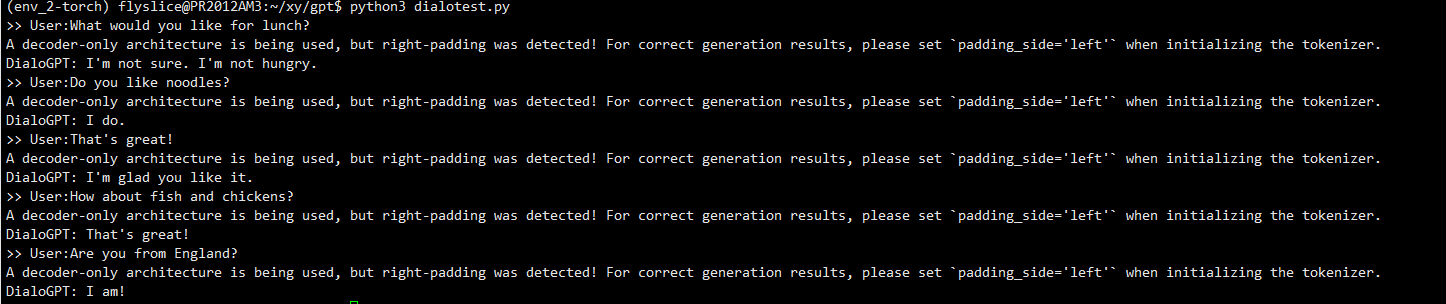 (env_2-torch) flyslice@PR2012AM3:~/xy/gpt$ python3 dialotest.py
>> User:What would you like for lunch?
A decoder-only architecture is being used, but right-padding was detected! For correct generation results, please set `padding_side='left'` when initializing the tokenizer.
DialoGPT: I'm not sure. I'm not hungry.
>> User:Do you like noodles?
A decoder-only architecture is being used, but right-padding was detected! For correct generation results, please set `padding_side='left'` when initializing the tokenizer.
DialoGPT: I do.
>> User:That's great!
A decoder-only architecture is being used, but right-padding was detected! For correct generation results, please set `padding_side='left'` when initializing the tokenizer.
DialoGPT: I'm glad you like it.
>> User:How about fish and chickens?
A decoder-only architecture is being used, but right-padding was detected! For correct generation results, please set `padding_side='left'` when initializing the tokenizer.
DialoGPT: That's great!
>> User:Are you from England?
A decoder-only architecture is being used, but right-padding was detected! For correct generation results, please set `padding_side='left'` when initializing the tokenizer.
DialoGPT: I am!